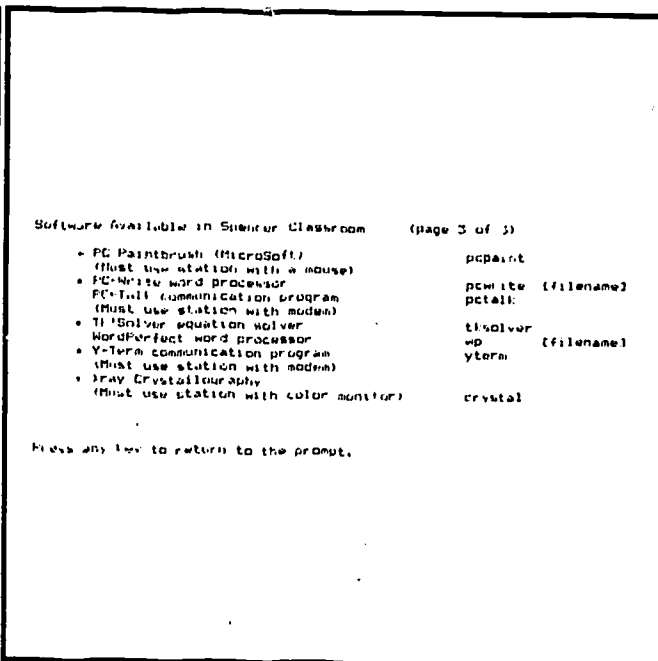 Software Available in Spencer Classroom (page 3 of 3)
* PC Paintbrush (MicroSoft) pcpaint
(Must use station with a mouse)
* PC-Write word processor pcwrite [filename]
PC-Talk communication program pctalk
(Must use station with modem)
* TK!Solver equation solver tksolver
WordPerfect word processor wp [filename]
* Y-Term communication program yterm
(Must use station with modem)
* Xray Crystallography
(Must use station with color monitor) crystal
Press any key to return to the prompt.